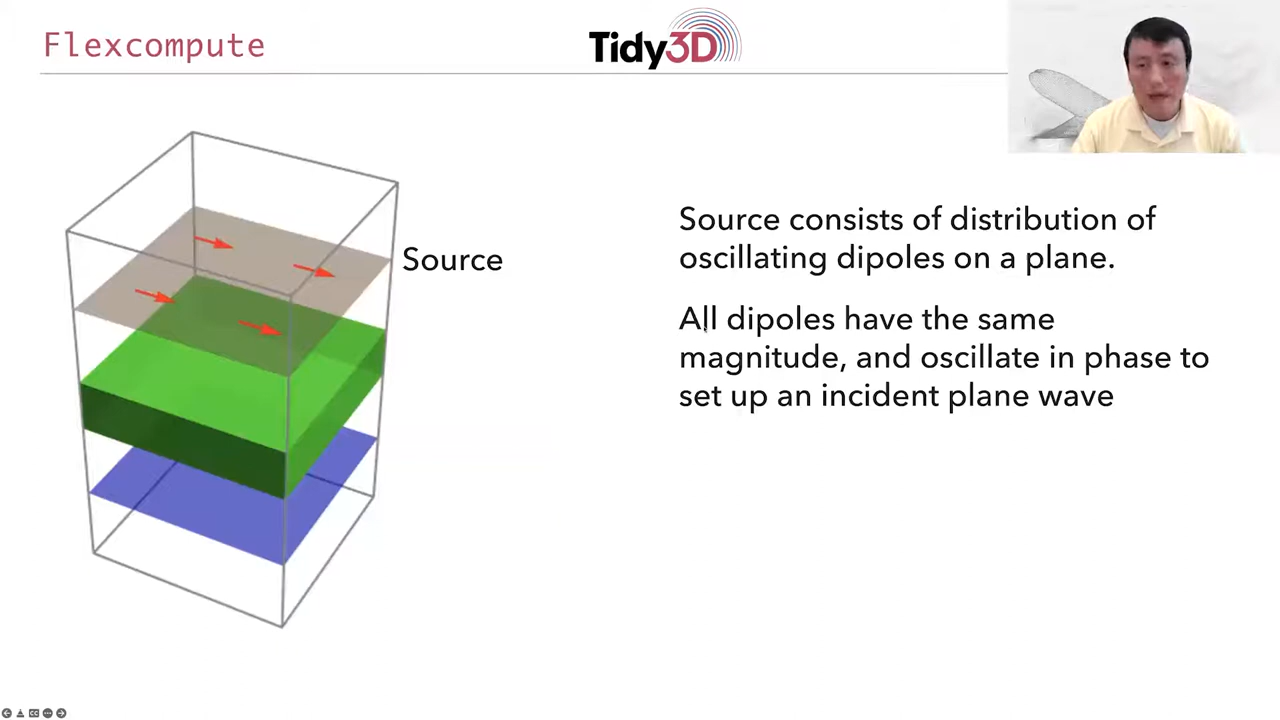 Flexcompute
Tidy3D
Source
Source consists of distribution of
oscillating dipoles on a plane.
All dipoles have the same
magnitude, and oscillate in phase to
set up an incident plane wave